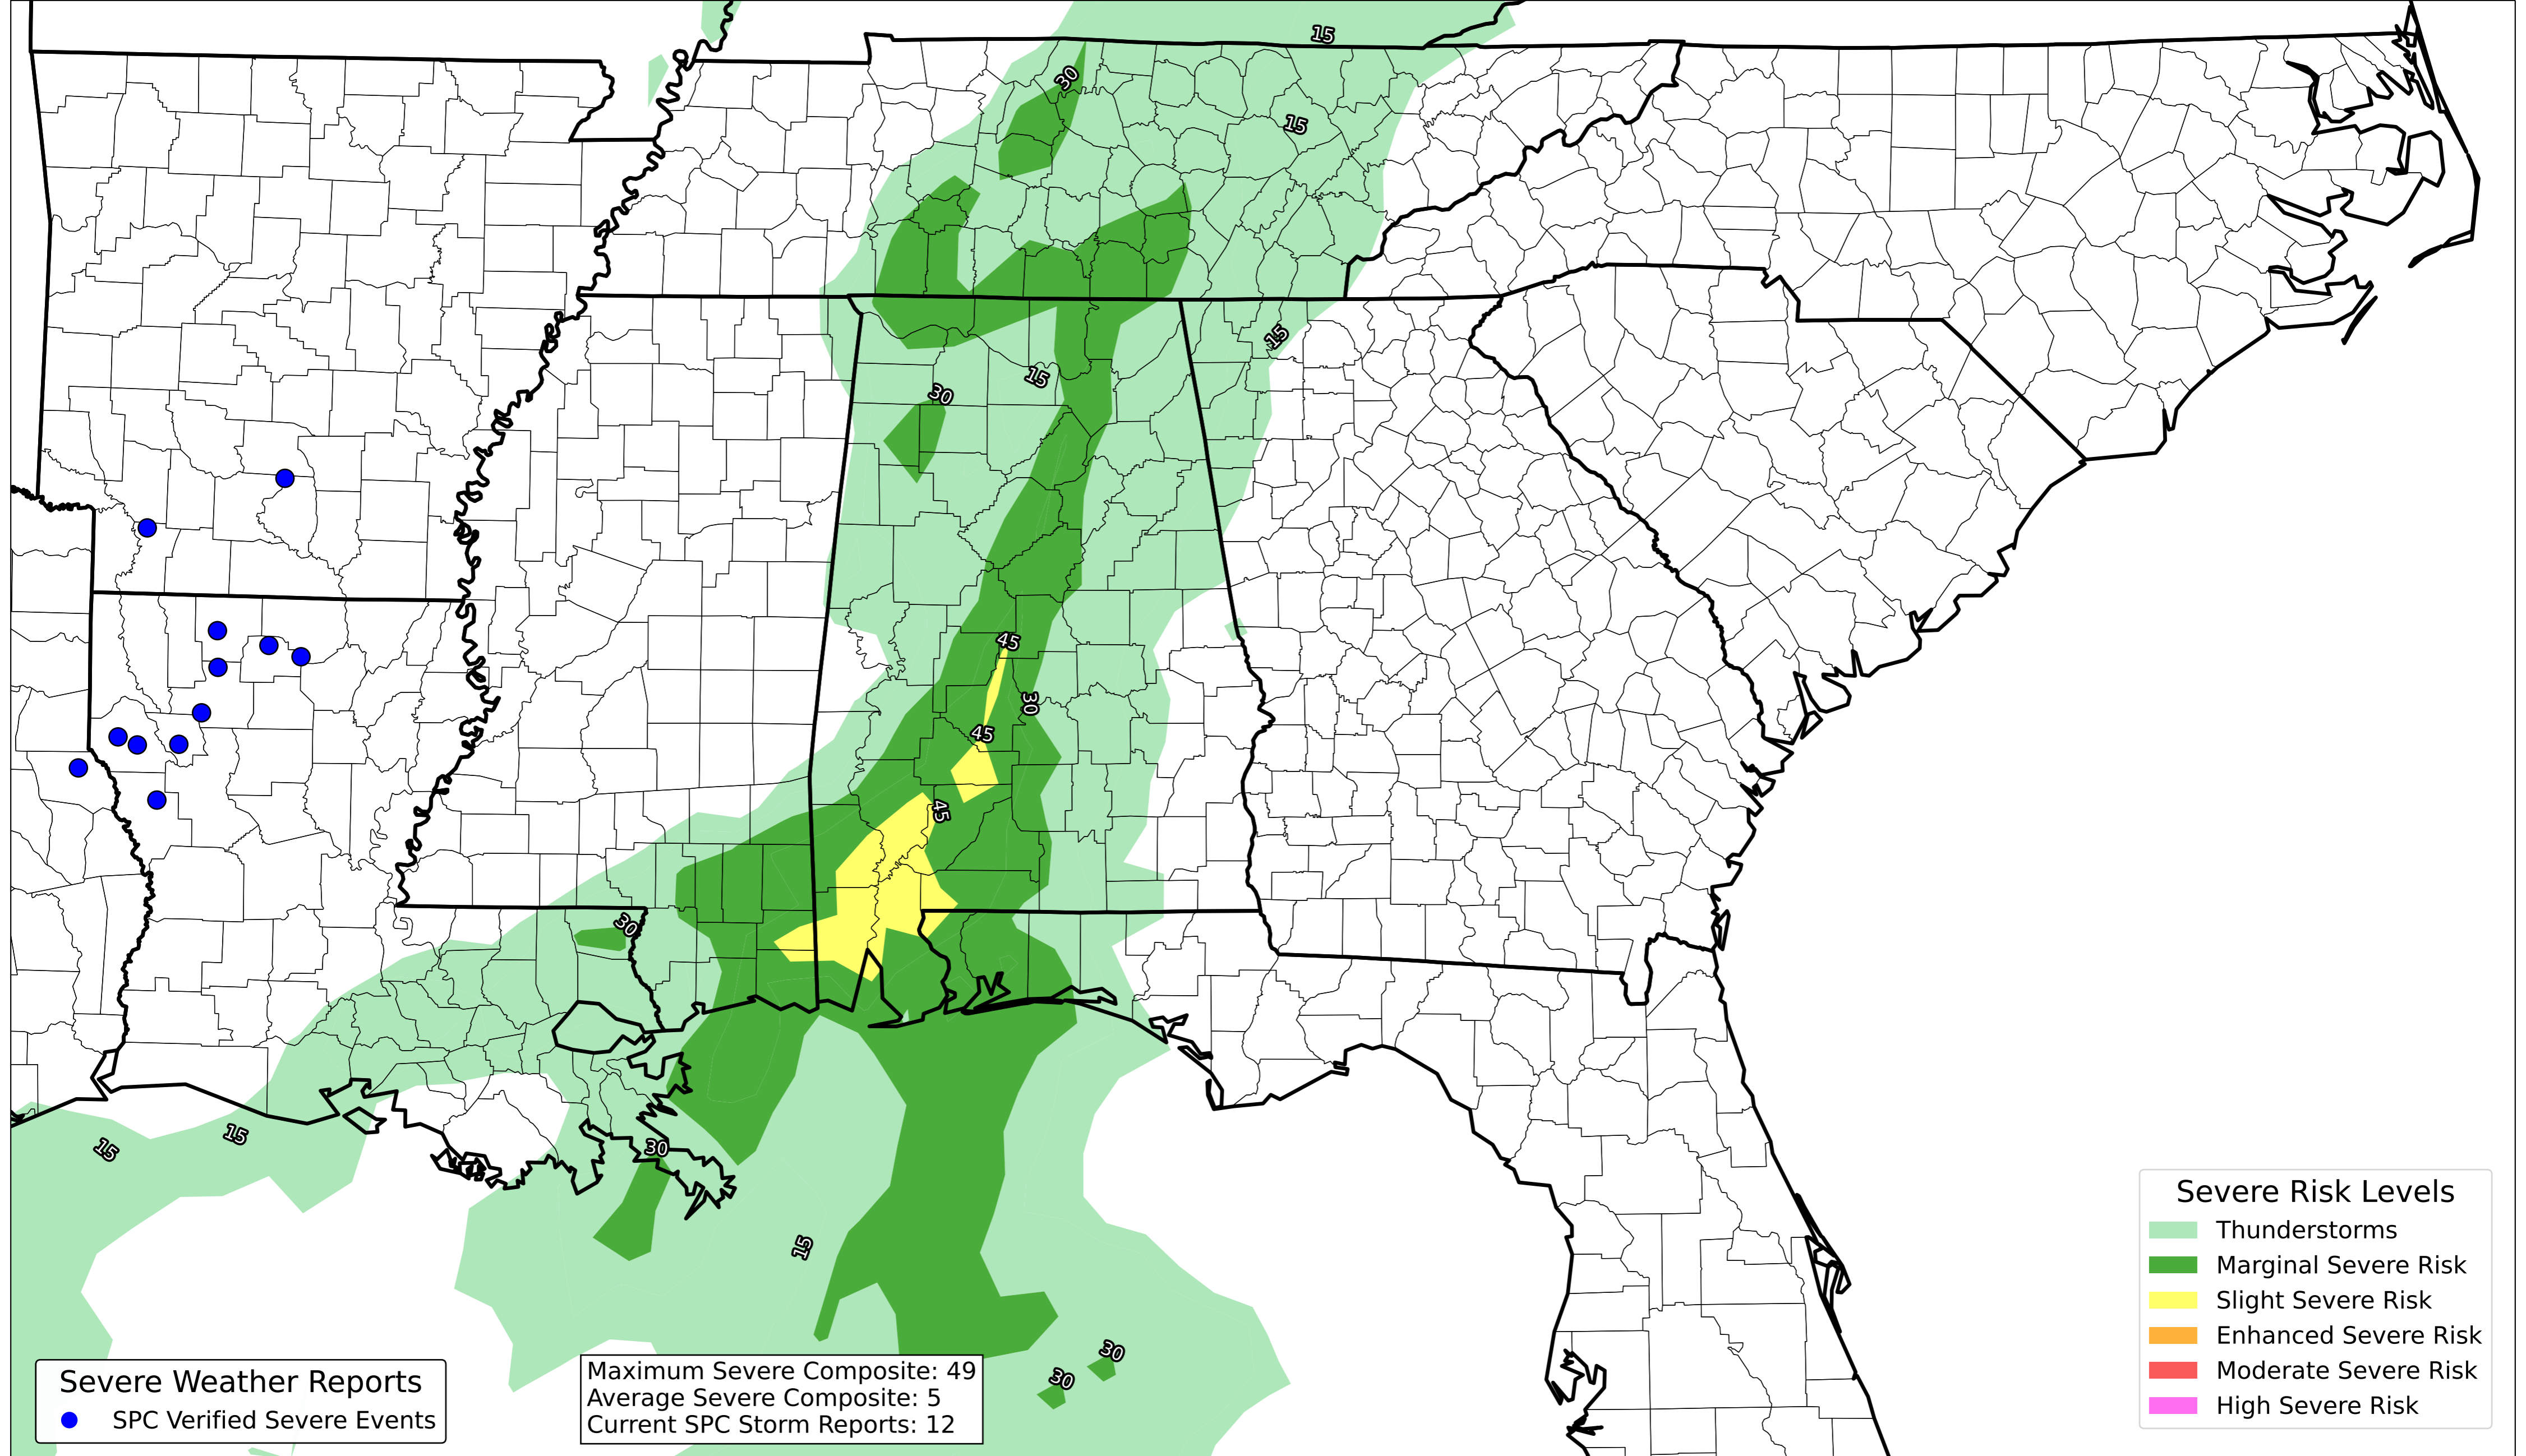 15
30
15
15
15
30
45
30
45
45
30
15
15
30
15
30
30
Severe Weather Reports
SPC Verified Severe Events
Maximum Severe Composite: 49
Average Severe Composite: 5
Current SPC Storm Reports: 12
Severe Risk Levels
Thunderstorms
Marginal Severe Risk
Slight Severe Risk
Enhanced Severe Risk
Moderate Severe Risk
High Severe Risk